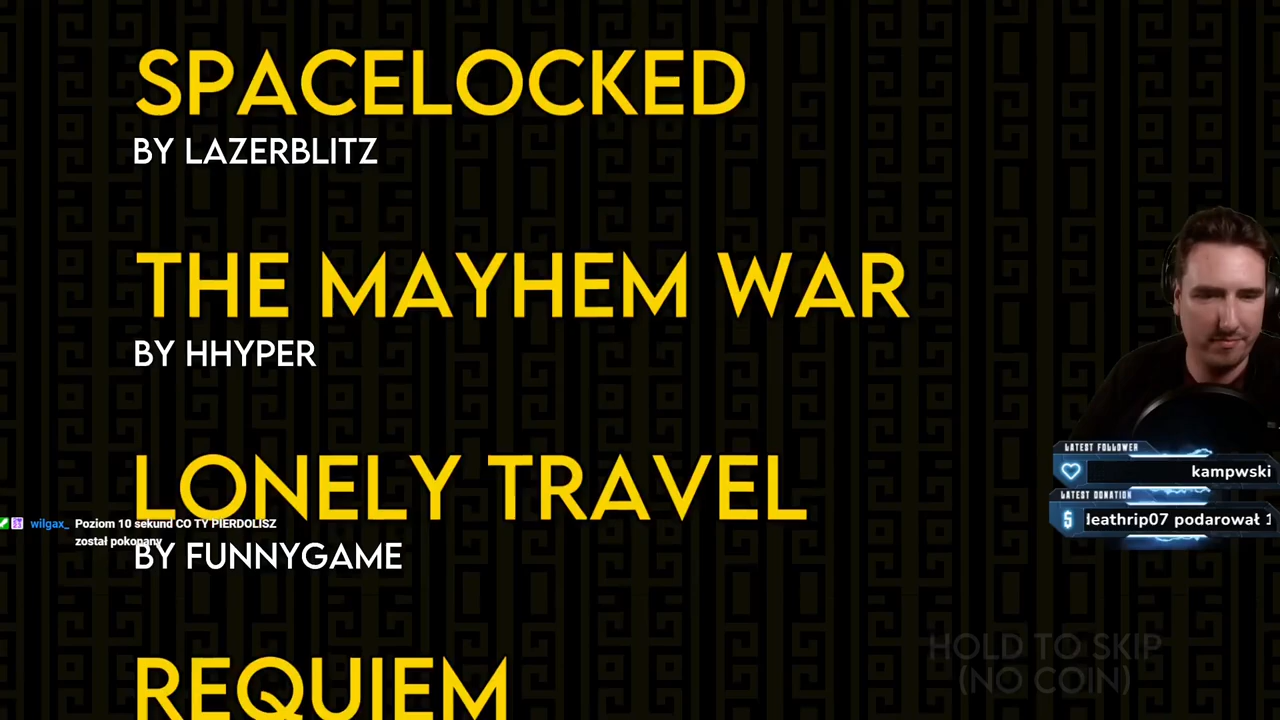 SPACELOCKED
BY LAZERBLITZ
THE MAYHEM WAR
BY HHYPER
LONELY TRAVEL
wilgax_ Poziom 10 sekund CO TY PIERDOLISZ
został pokonany
BY FUNNYGAME
REQUIEM
HOLD TO SKIP
(NO COIN)
LATEST FOLLOWER
kampwski
LATEST DONATION
leathrip07 podarował 1